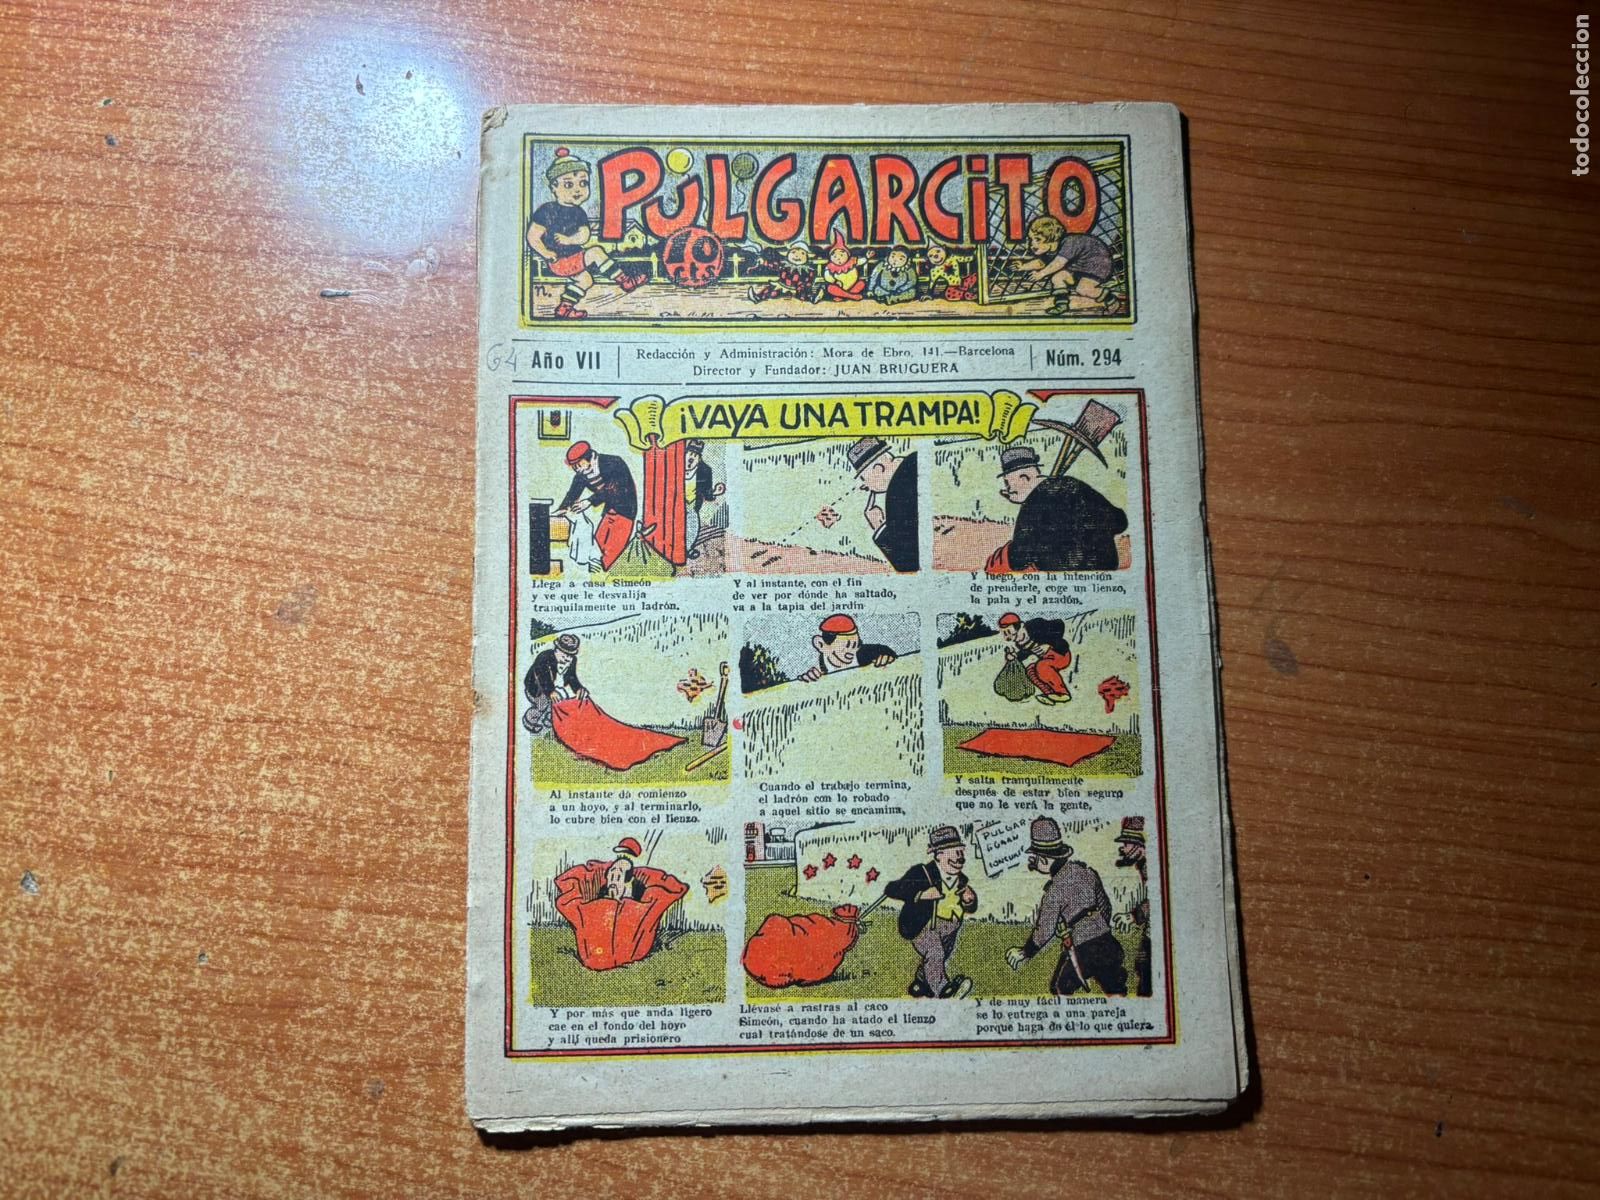 PULGARCiTO
10
cts.
n.
64 Año VII
Redacción y Administración: Mora de Ebro, 141.—Barcelona
Director y Fundador: JUAN BRUGUERA
Núm. 294
¡VAYA UNA TRAMPA!
Llega a casa Simeón
y ve que le desvalija
tranquilamente un ladrón.
Y al instante, con el fin
de ver por dónde ha saltado,
va a la tapia del jardín
Y luego, con la intención
de prenderle, coge un lienzo,
la pala y el azadón.
Al instante da comienzo
a un hoyo, y al terminarlo,
lo cubre bien con el lienzo.
Cuando el trabajo termina,
el ladrón con lo robado
a aquel sitio se encamina,
Y salta tranquilamente
después de estar bien seguro
que no le verá la gente,
Y por más que anda ligero
cae en el fondo del hoyo
y allí queda prisionero
PULGAR
GRAN
CONCURS
Llévase a rastras al caco
Simeón, cuando ha atado el lienzo
cual tratándose de un saco.
Y de muy fácil manera
se lo entrega a una pareja
porque haga de él lo que quiera
todocoleccion